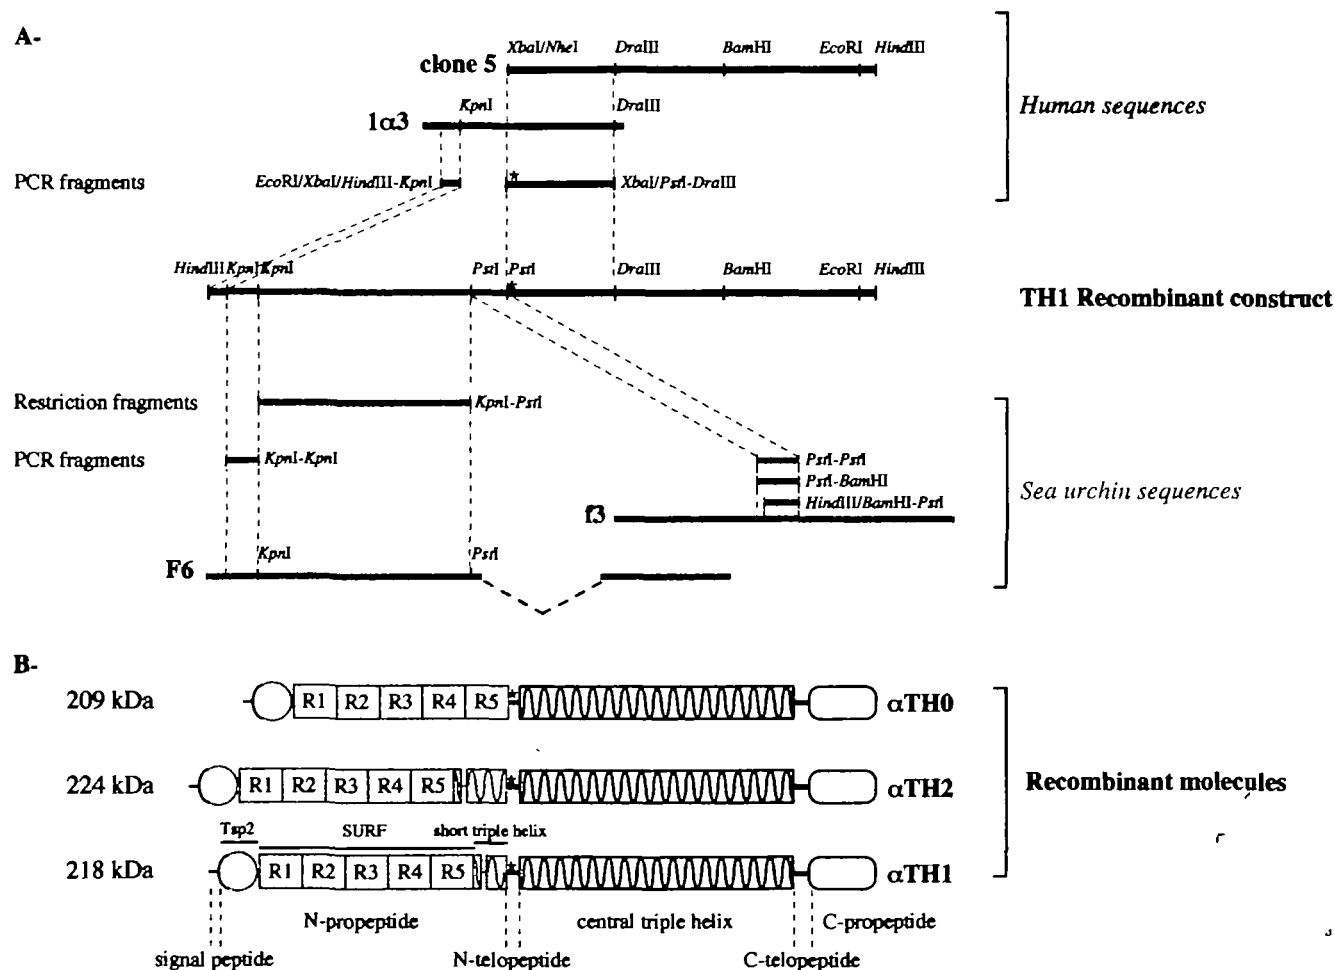 A-
XbaI/NheI DraIII BamHI EcoRI HindIII
clone 5
KpnI DraIII
1α3
Human sequences
PCR fragments EcoRI/XbaI/HindIII-KpnI * XbaI/PstI-DraIII
HindIII KpnI KpnI PstI PstI DraIII BamHI EcoRI HindIII
*
TH1 Recombinant construct
Restriction fragments KpnI-PstI
PCR fragments KpnI-KpnI PstI-PstI
PstI-BamHI
Sea urchin sequences
HindIII/BamHI-PstI
f3
KpnI PstI
F6
B-
209 kDa R1 R2 R3 R4 R5 * αTH0
224 kDa R1 R2 R3 R4 R5 * αTH2
Recombinant molecules
Tsp2 SURF short triple helix
218 kDa R1 R2 R3 R4 R5 * αTH1
N-propeptide central triple helix C-propeptide
signal peptide N-telopeptide C-telopeptide